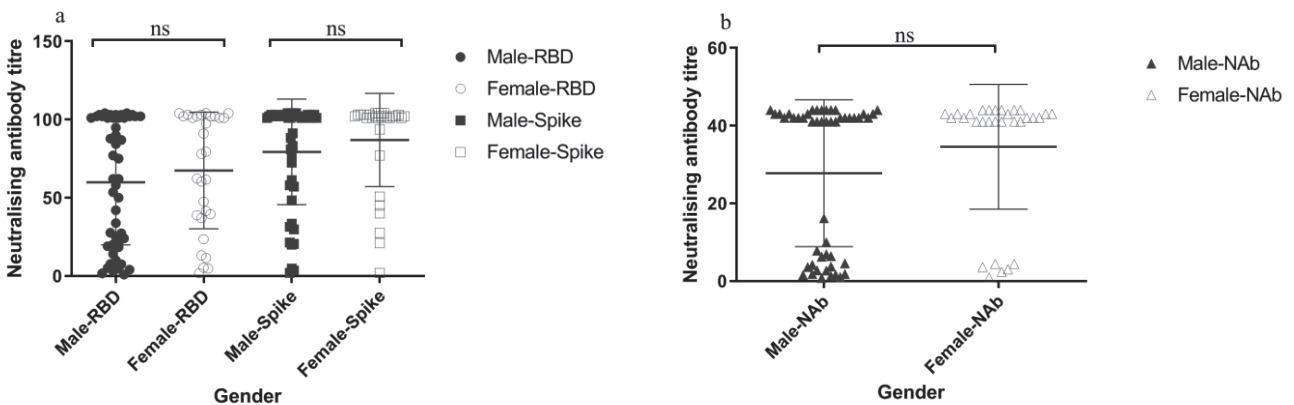 a
ns
ns
150
100
50
0
Neutralising antibody titre
Male-RBD
Female-RBD
Male-Spike
Female-Spike
Gender
Male-RBD
Female-RBD
Male-Spike
Female-Spike
b
ns
60
40
20
0
Neutralising antibody titre
Male-NAb
Female-NAb
Gender
Male-NAb
Female-NAb